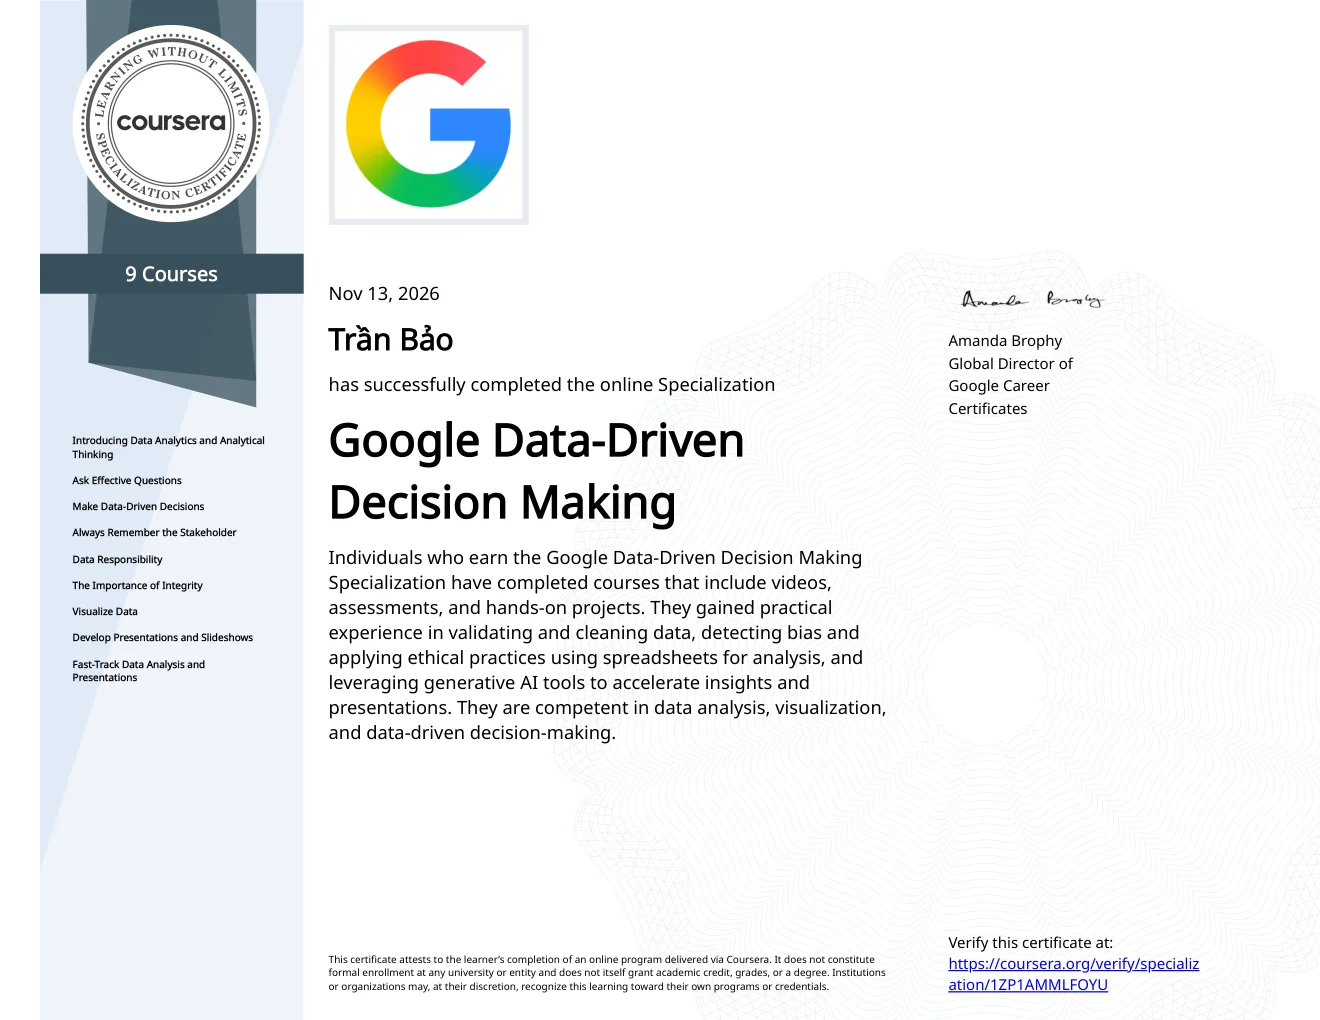 LEARNING WITHOUT LIMITS
coursera
SPECIALIZATION CERTIFICATE
9 Courses
Introducing Data Analytics and Analytical
Thinking
Ask Effective Questions
Make Data-Driven Decisions
Always Remember the Stakeholder
Data Responsibility
The Importance of Integrity
Visualize Data
Develop Presentations and Slideshows
Fast-Track Data Analysis and
Presentations
Nov 13, 2026
Trần Bảo
has successfully completed the online Specialization
Google Data-Driven
Decision Making
Individuals who earn the Google Data-Driven Decision Making
Specialization have completed courses that include videos,
assessments, and hands-on projects. They gained practical
experience in validating and cleaning data, detecting bias and
applying ethical practices using spreadsheets for analysis, and
leveraging generative AI tools to accelerate insights and
presentations. They are competent in data analysis, visualization,
and data-driven decision-making.
This certificate attests to the learner’s completion of an online program delivered via Coursera. It does not constitute
formal enrollment at any university or entity and does not itself grant academic credit, grades, or a degree. Institutions
or organizations may, at their discretion, recognize this learning toward their own programs or credentials.
Amanda Brophy
Amanda Brophy
Global Director of
Google Career
Certificates
Verify this certificate at:
https://coursera.org/verify/specializ
ation/1ZP1AMMLFOYU